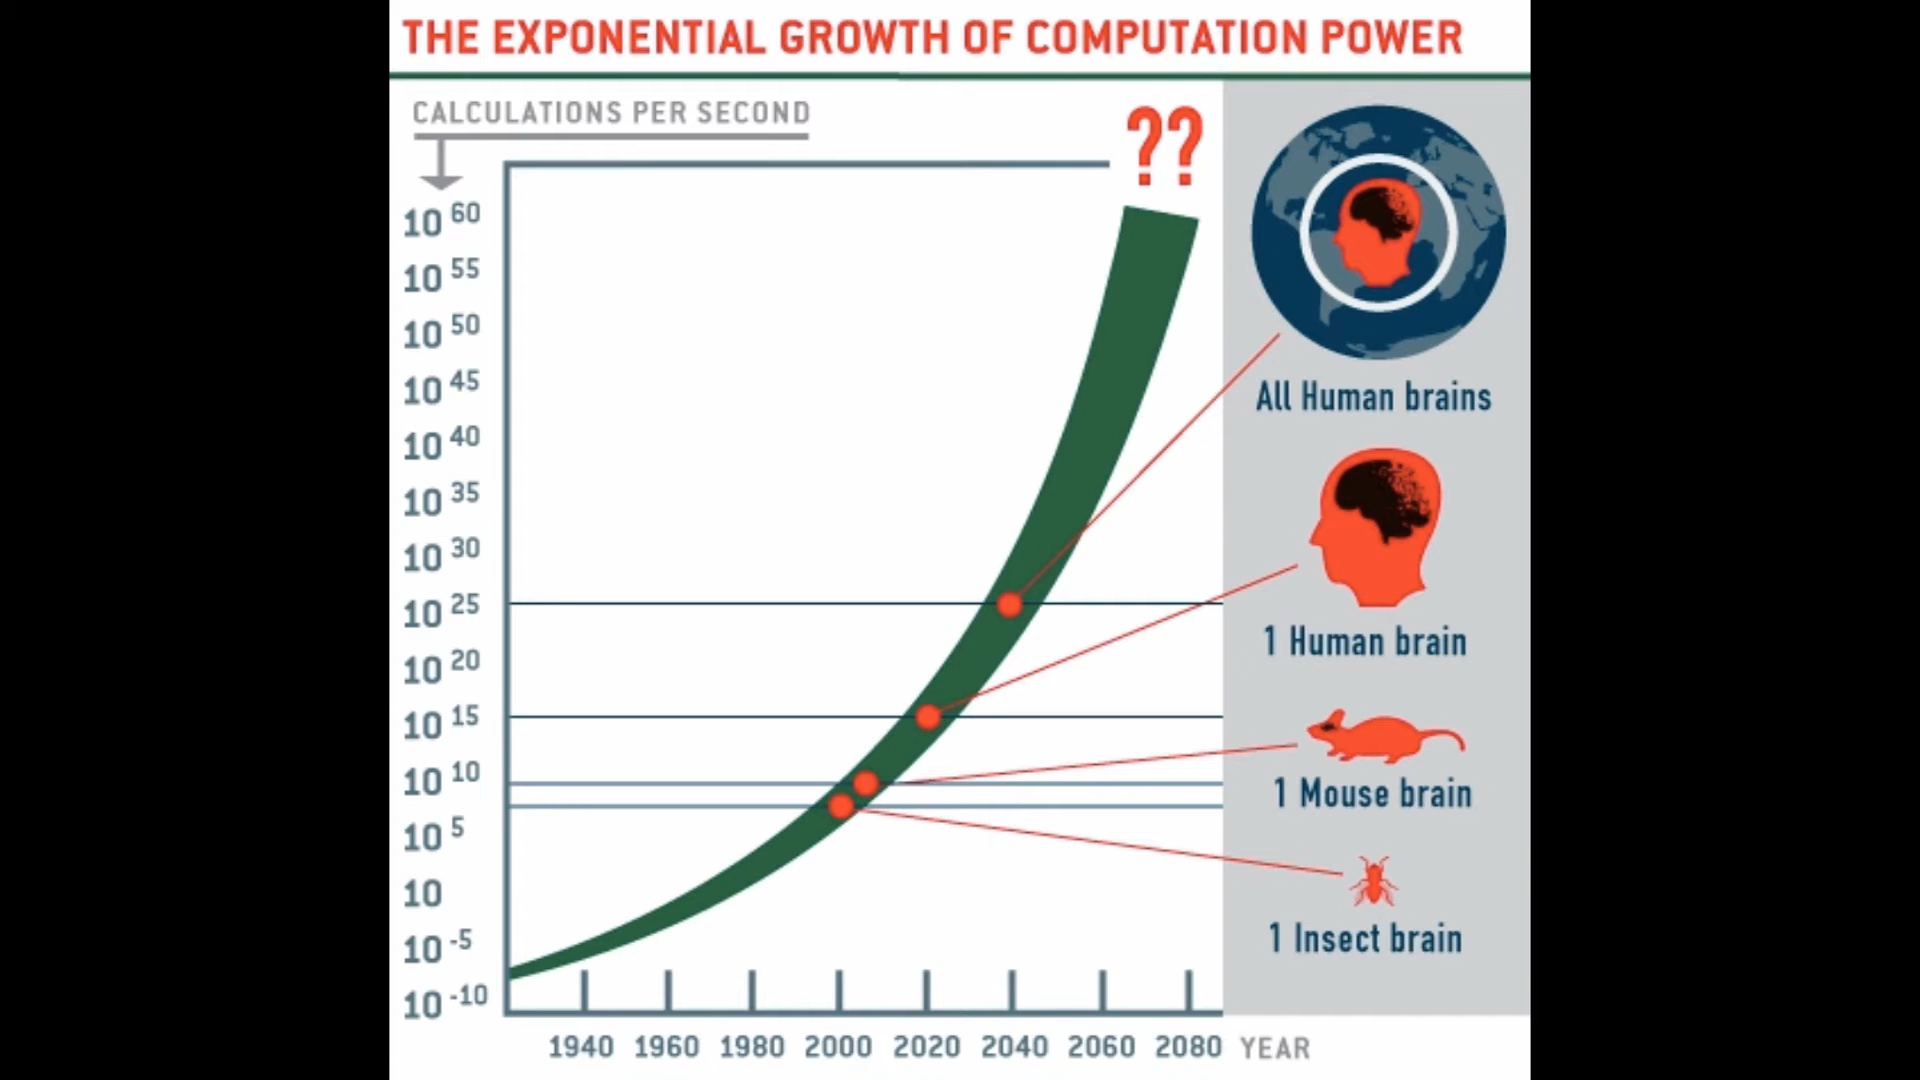 THE EXPONENTIAL GROWTH OF COMPUTATION POWER
CALCULATIONS PER SECOND
??
10 60
10 55
10 50
10 45
10 40
10 35
10 30
10 25
10 20
10 15
10 10
10 5
10
10 -5
10 -10
All Human brains
1 Human brain
1 Mouse brain
1 Insect brain
1940 1960 1980 2000 2020 2040 2060 2080 YEAR